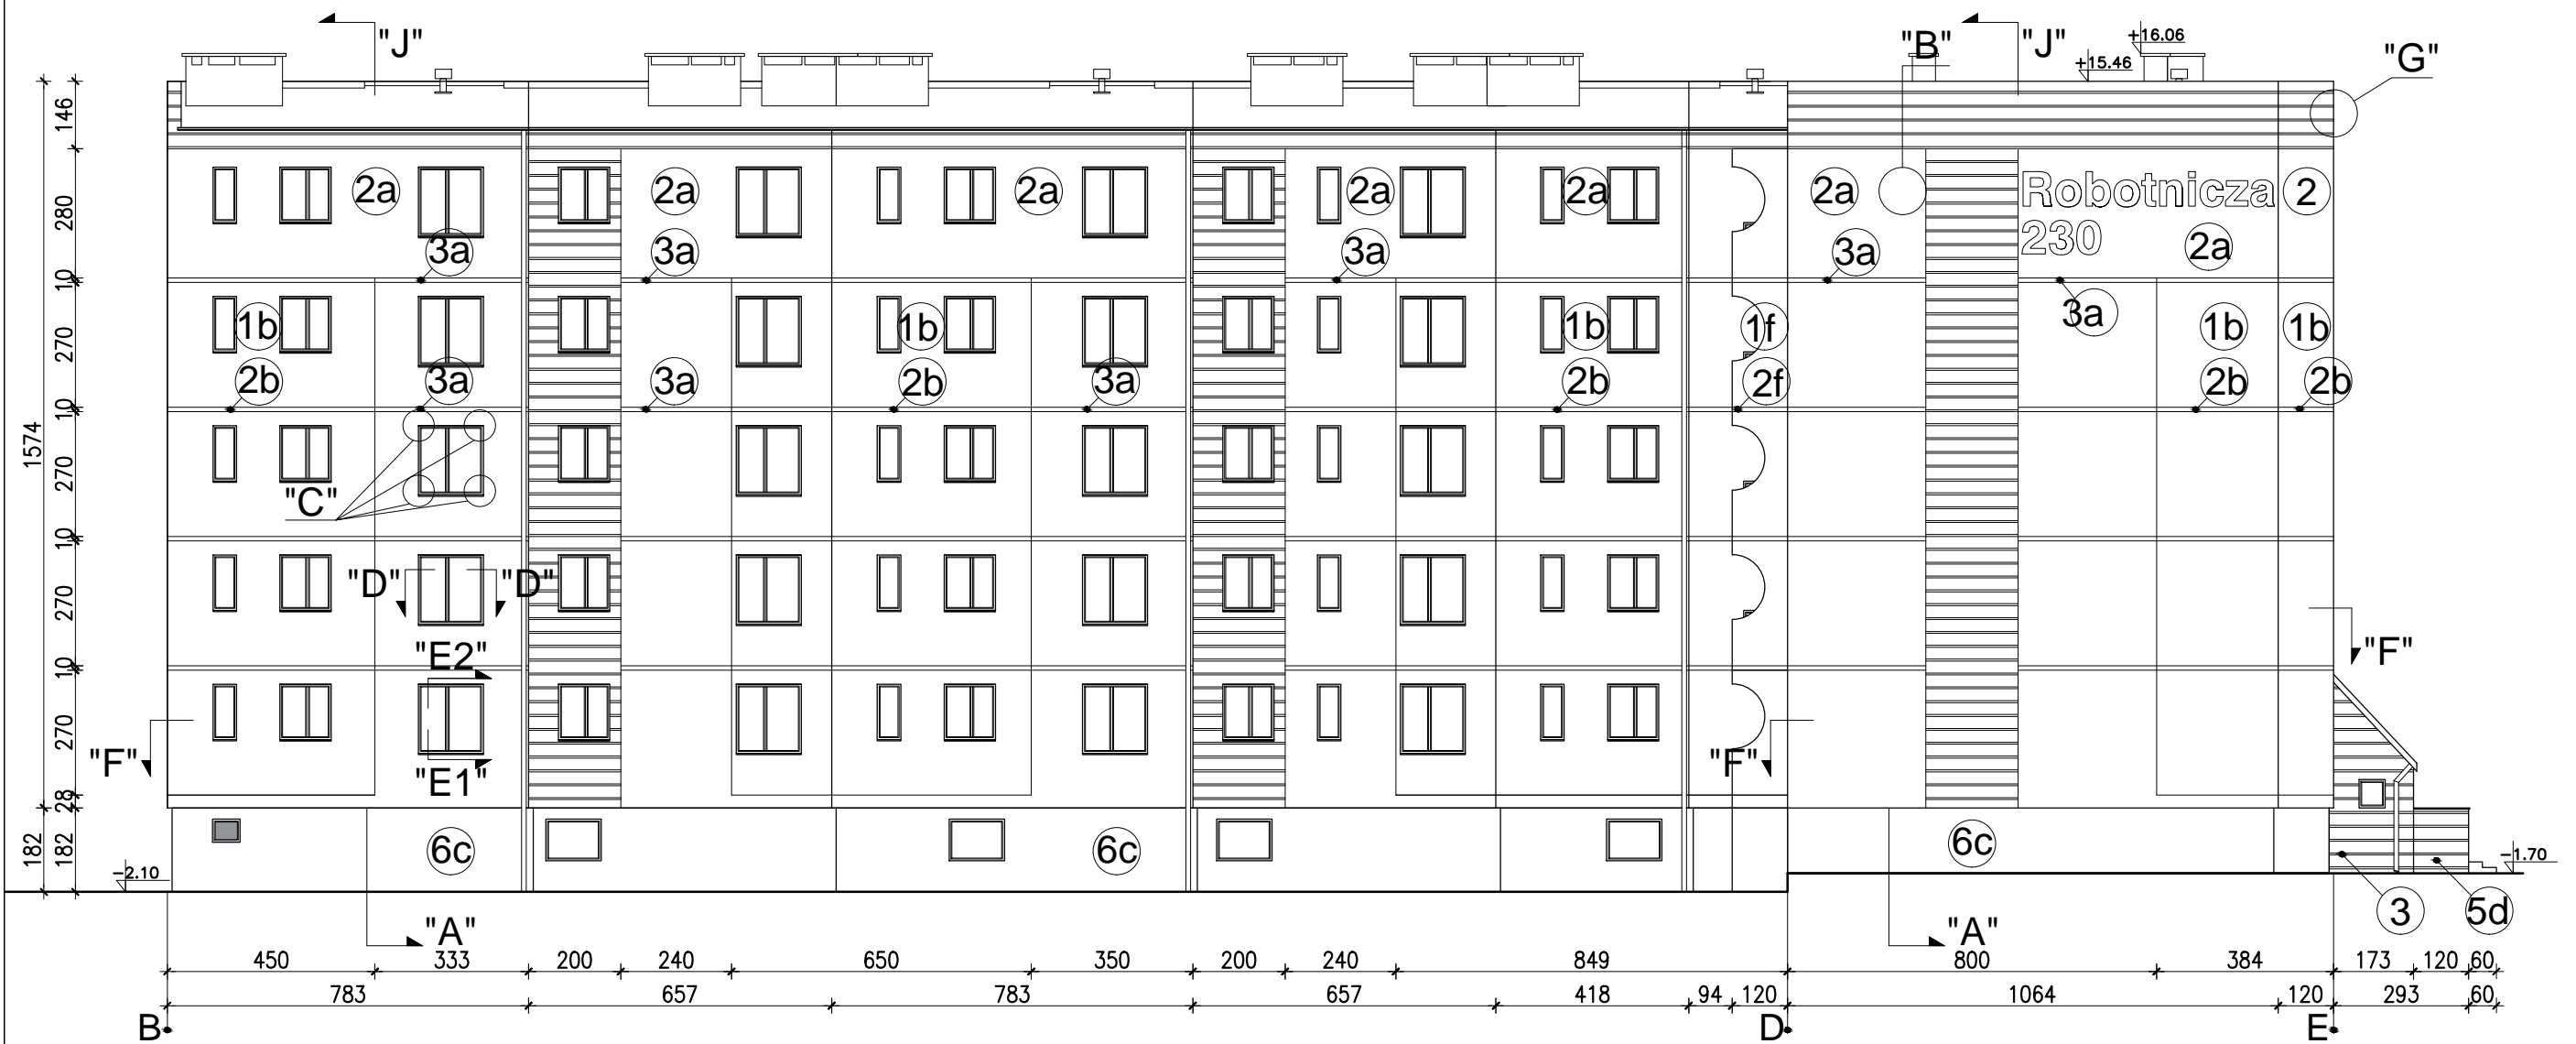 "J" "B" "J" +16.06 "G"
+15.46
146
2a 2a 2a 2a 2a 2a Robotnicza 2
280
230 2a
3a 3a 3a 3a
10
3a
1b 1b 1b 1f 1b 1b
270
2b 3a 3a 2b 3a 2b 2f 2b 2b
10
1574
270
"C"
10
"D" "D"
270
"E2" "F"
10
270
"F" "E1" "F"
28
182 182
6c 6c 6c
-2.10 -1.70
3 5d
"A" "A"
450 333 200 240 650 350 200 240 849 800 384 173 120 60
783 657 783 657 418 94 120 1064 120 293 60
B D E